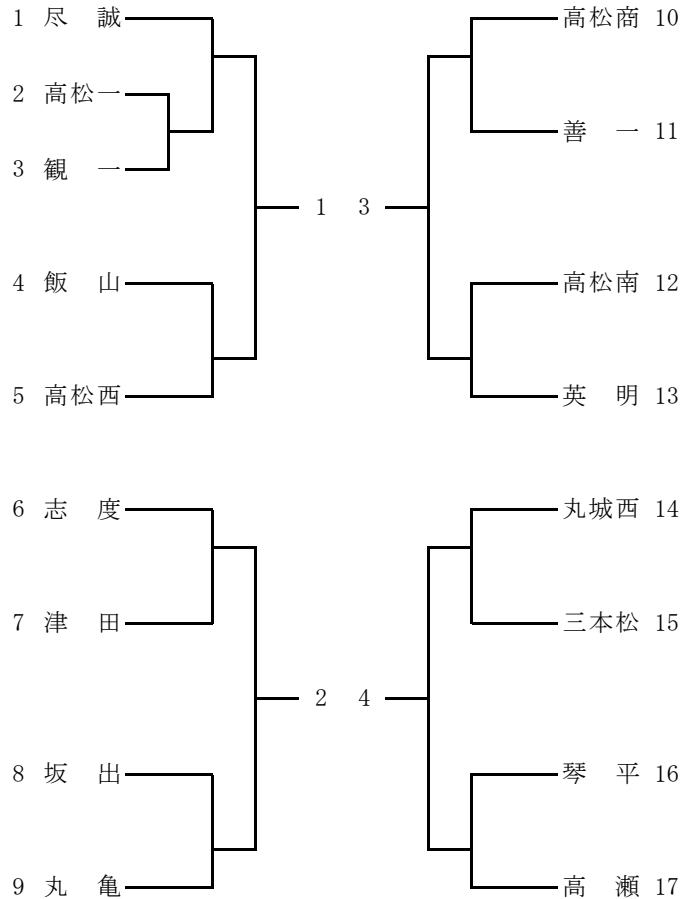 1 尽 誠
2 高松一
3 観 一
4 飯 山
5 高松西
1
6 志 度
7 津 田
8 坂 出
9 丸 亀
2
高松商 10
善 一 11
高松南 12
英 明 13
3
丸城西 14
三本松 15
琴 平 16
高 瀬 17
4